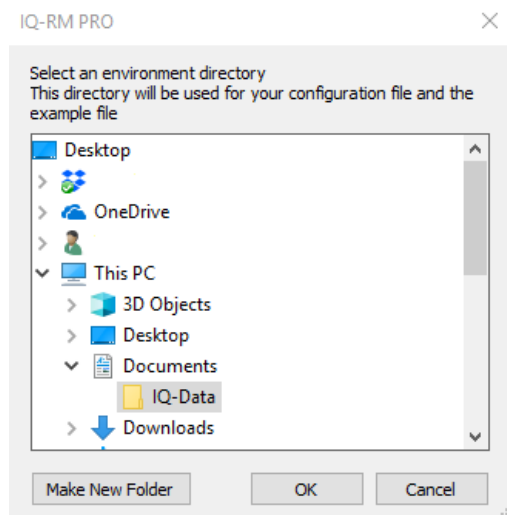 IQ-RM PRO
Select an environment directory
This directory will be used for your configuration file and the
example file
Desktop
OneDrive
This PC
3D Objects
Desktop
Documents
IQ-Data
Downloads
Make New Folder OK Cancel